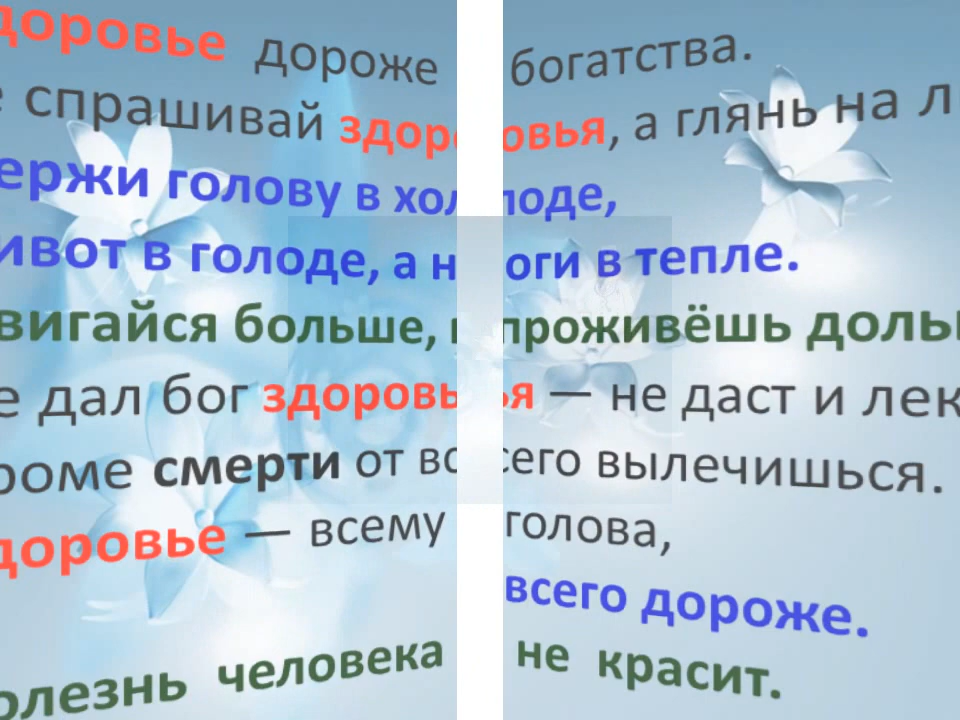 доровье дороже богатства.
е спрашивай здоровья, а глянь на л
ержи голову в холоде,
ивот в голоде, а ноги в тепле.
вигайся больше, проживёшь доль
е дал бог здоровья — не даст и лек
роме смерти от всего вылечишься.
доровье — всему голова,
всего дороже.
олезнь человека не красит.